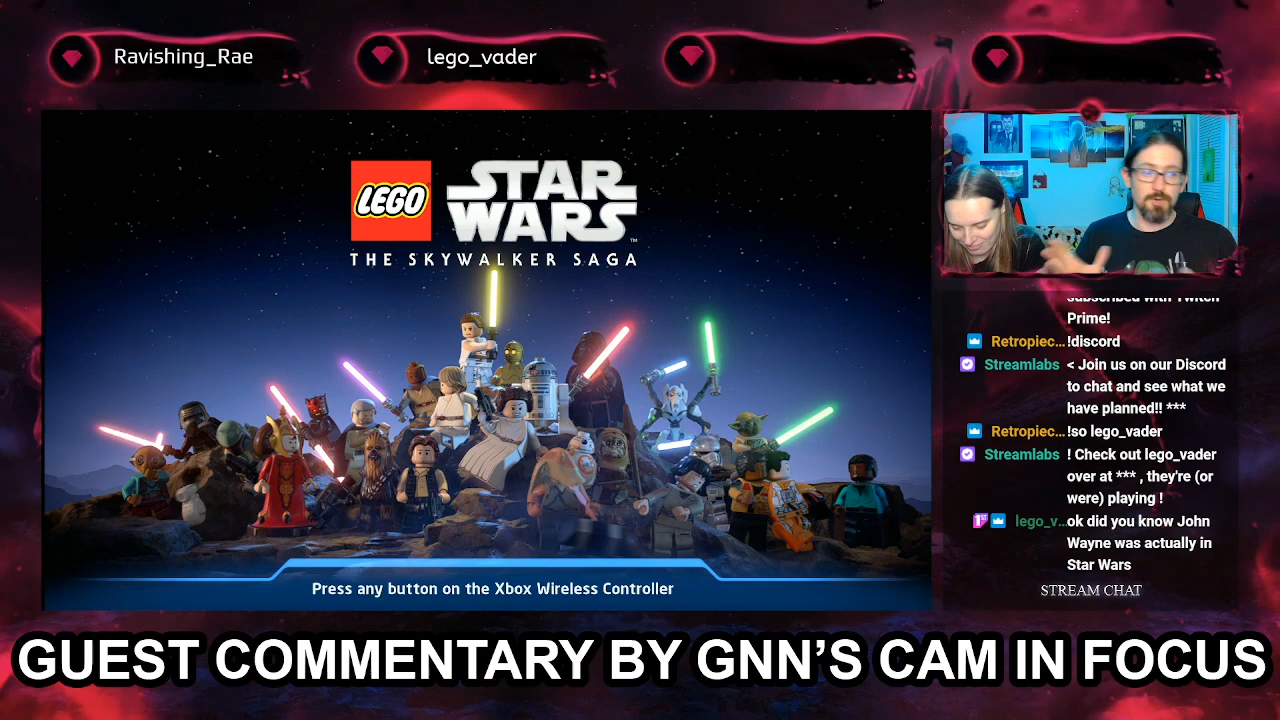 Ravishing_Rae
lego_vader
LEGO
STAR
WARS
THE SKYWALKER SAGA
Press any button on the Xbox Wireless Controller
subscribed with Twitch
Prime!
Retropiec... !discord
Streamlabs < Join us on our Discord
to chat and see what we
have planned!! ***
Retropiec... !so lego_vader
Streamlabs ! Check out lego_vader
over at *** , they're (or
were) playing !
lego_v... ok did you know John
Wayne was actually in
Star Wars
STREAM CHAT
GUEST COMMENTARY BY GNN'S CAM IN FOCUS